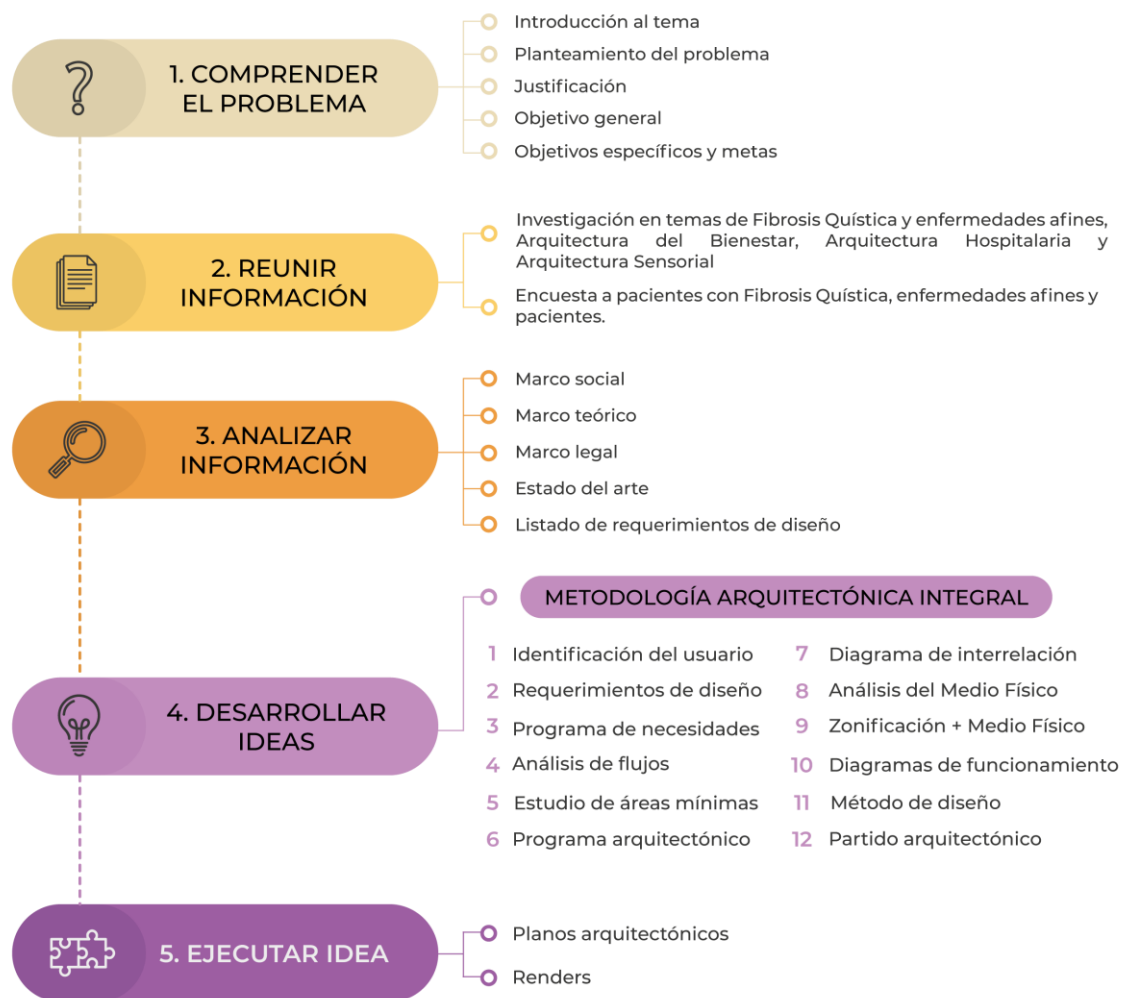 1. COMPRENDER
EL PROBLEMA
Introducción al tema
Planteamiento del problema
Justificación
Objetivo general
Objetivos específicos y metas
2. REUNIR
INFORMACIÓN
Investigación en temas de Fibrosis Quística y enfermedades afines,
Arquitectura del Bienestar, Arquitectura Hospitalaria y
Arquitectura Sensorial
Encuesta a pacientes con Fibrosis Quística, enfermedades afines y
pacientes.
3. ANALIZAR
INFORMACIÓN
Marco social
Marco teórico
Marco legal
Estado del arte
Listado de requerimientos de diseño
4. DESARROLLAR
IDEAS
METODOLOGÍA ARQUITECTÓNICA INTEGRAL
1 Identificación del usuario
2 Requerimientos de diseño
3 Programa de necesidades
4 Análisis de flujos
5 Estudio de áreas mínimas
6 Programa arquitectónico
7 Diagrama de interrelación
8 Análisis del Medio Físico
9 Zonificación + Medio Físico
10 Diagramas de funcionamiento
11 Método de diseño
12 Partido arquitectónico
5. EJECUTAR IDEA
Planos arquitectónicos
Renders